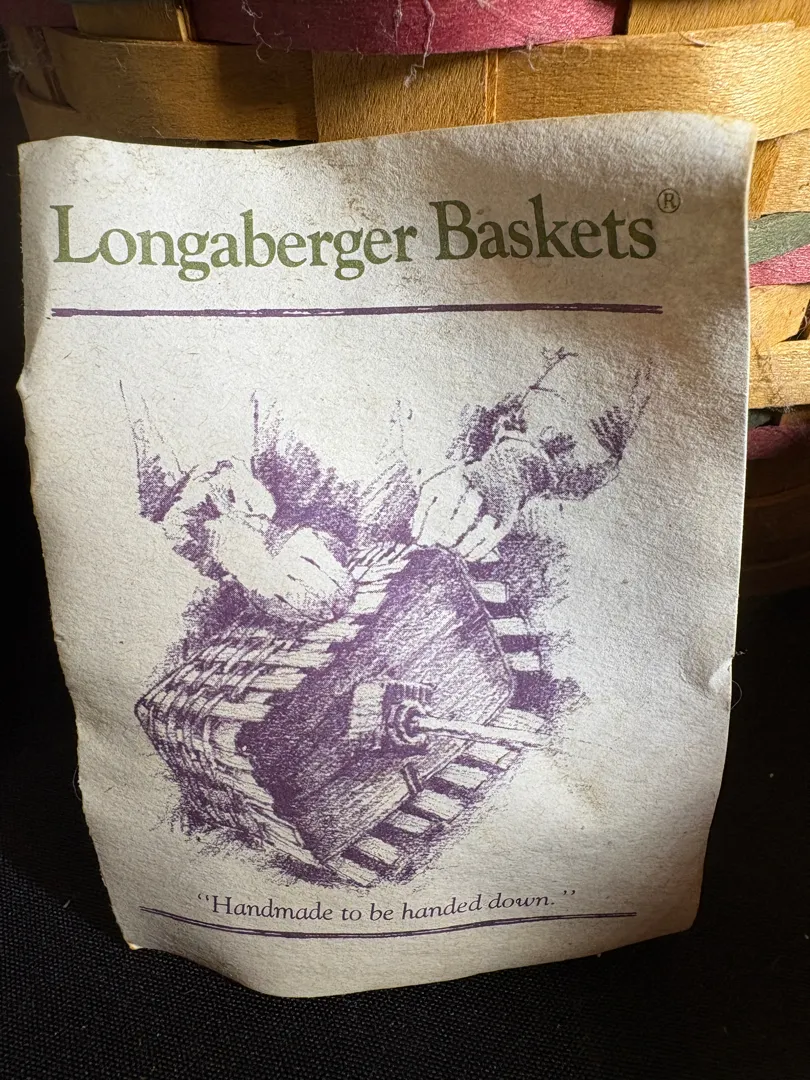 Longaberger Baskets®
“Handmade to be handed down.”